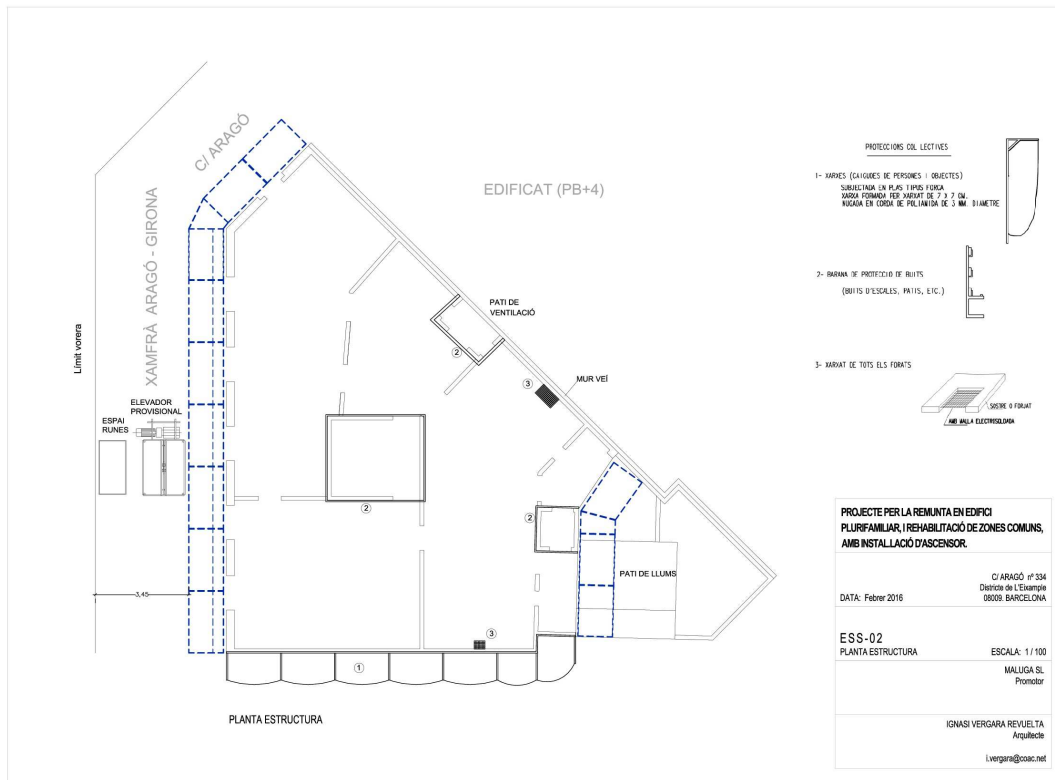 C/ ARAGÓ
EDIFICAT (PB+4)
XAMFRÀ ARAGÓ - GIRONA
Límit vorera
PATI DE
VENTILACIÓ
2
3
MUR VEÍ
ELEVADOR
PROVISIONAL
ESPAI
RUNES
2
2
PATI DE LLUMS
3,45
3
1
PLANTA ESTRUCTURA
PROTECCIONS COL LECTIVES
1- XARXES (CAIGUDES DE PERSONES I OBJECTES)
SUBJECTADA EN PLAS TIPUS FORCA
XARXA FORMADA PER XARXAT DE 7 X 7 CM.
NUGADA EN CORDA DE POLIAMIDA DE 3 MM. DIAMETRE
2- BARANA DE PROTECCIO DE BUITS
(BUITS D'ESCALES, PATIS, ETC.)
3- XARXAT DE TOTS ELS FORATS
SOSTRE O FORJAT
AMB MALLA ELECTROSOLDADA
PROJECTE PER LA REMUNTA EN EDIFICI
PLURIFAMILIAR, I REHABILITACIÓ DE ZONES COMUNS,
AMB INSTAL.LACIÓ D'ASCENSOR.
C/ ARAGÓ nº 334
Districte de L'Eixample
DATA: Febrer 2016 08009. BARCELONA
ESS-02
PLANTA ESTRUCTURA ESCALA: 1 / 100
MALUGA SL
Promotor
IGNASI VERGARA REVUELTA
Arquitecte
i.vergara@coac.net